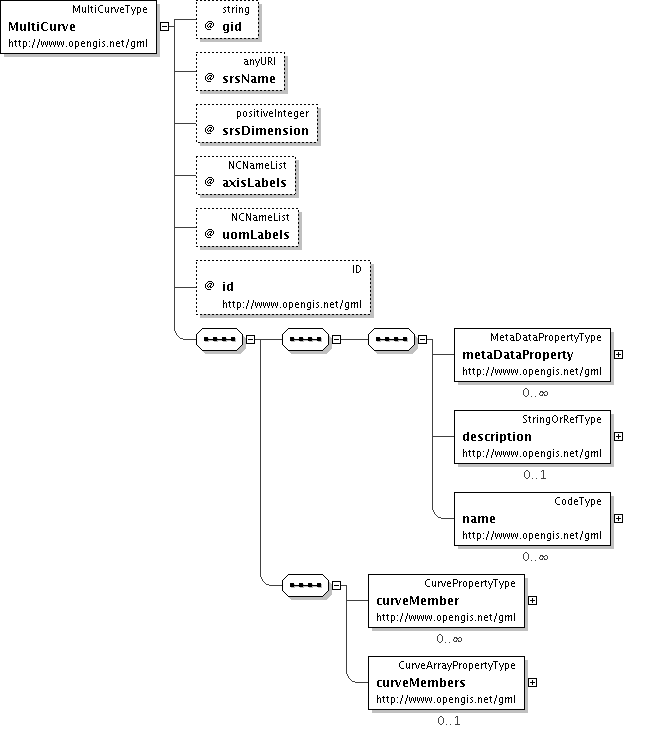 MultiCurveType
MultiCurve
http://www.opengis.net/gml
string
@ gid
anyURI
@ srsName
positiveInteger
@ srsDimension
NCNameList
@ axisLabels
NCNameList
@ uomLabels
ID
@ id
http://www.opengis.net/gml
MetaDataPropertyType
metaDataProperty
http://www.opengis.net/gml
0..∞
StringOrRefType
description
http://www.opengis.net/gml
0..1
CodeType
name
http://www.opengis.net/gml
0..∞
CurvePropertyType
curveMember
http://www.opengis.net/gml
0..∞
CurveArrayPropertyType
curveMembers
http://www.opengis.net/gml
0..1